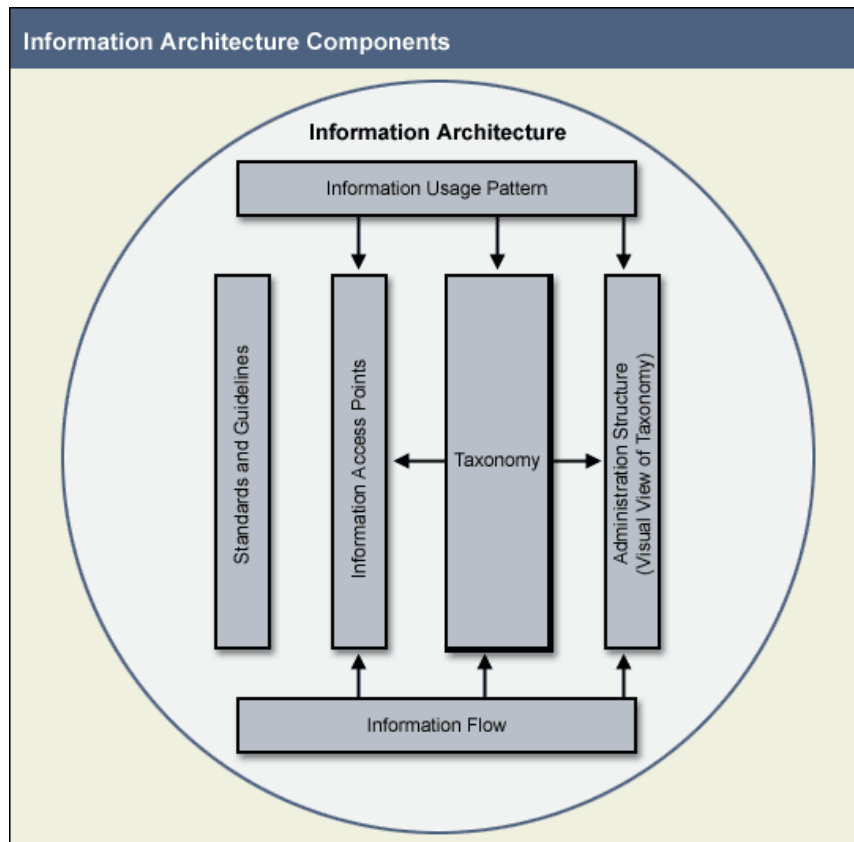 Information Architecture Components
Information Architecture
Information Usage Pattern
Standards and Guidelines
Information Access Points
Taxonomy
Administration Structure
(Visual View of Taxonomy)
Information Flow